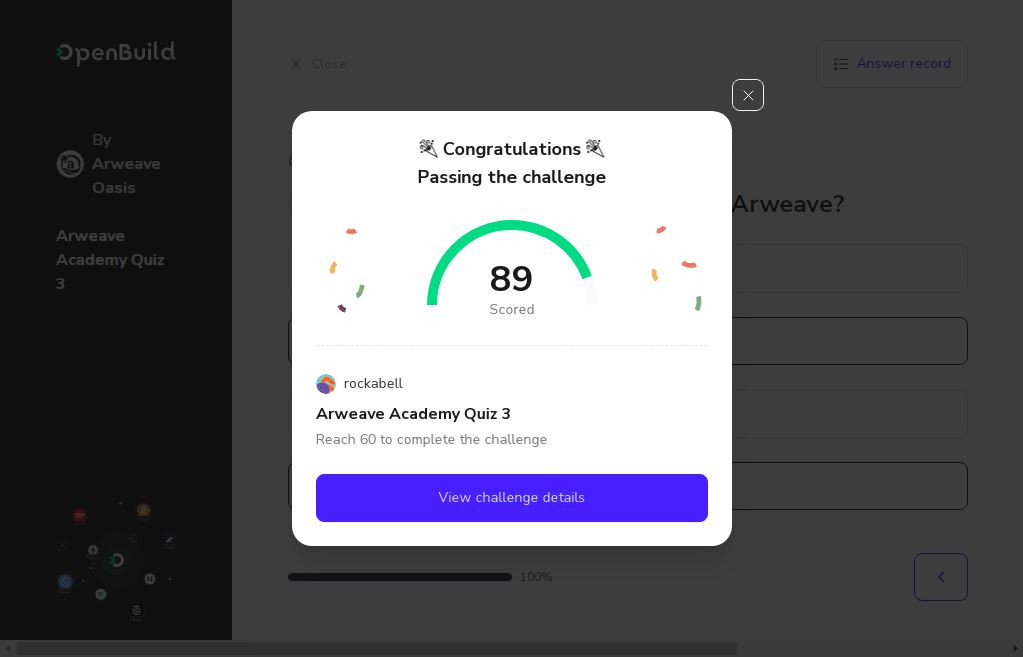 OpenBuild
By
Arweave
Oasis
Arweave
Academy Quiz
3
Close
Answer record
Arweave?
Congratulations
Passing the challenge
89
Scored
rockabell
Arweave Academy Quiz 3
Reach 60 to complete the challenge
View challenge details
100%